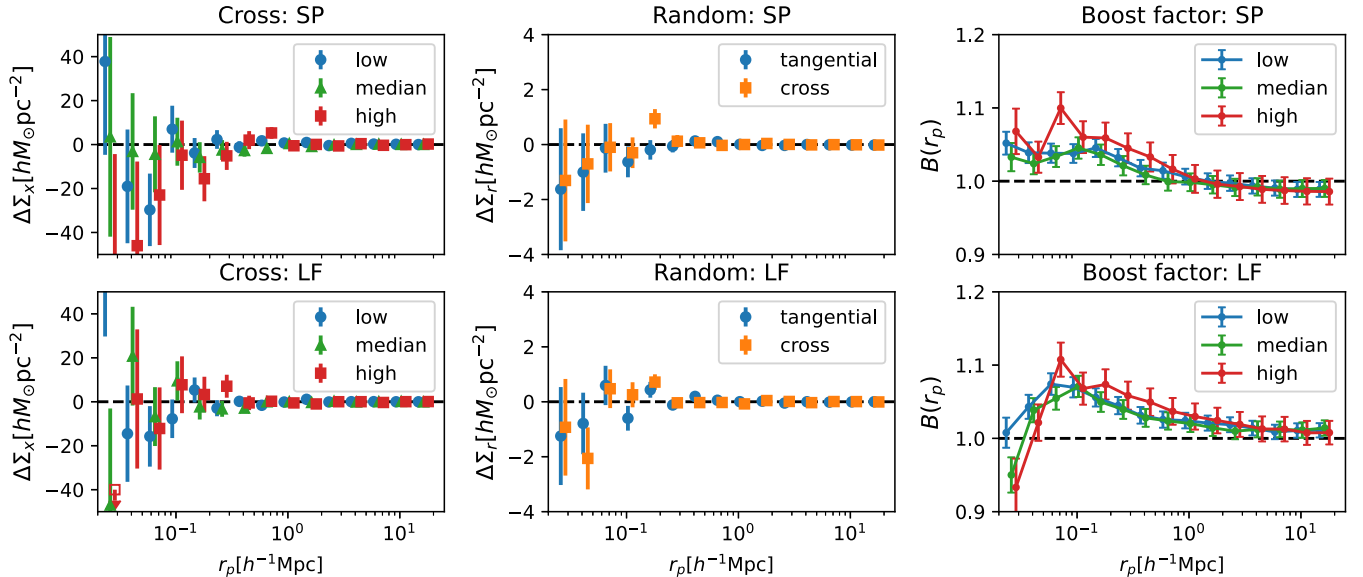 Cross: SP
Random: SP
Boost factor: SP
ΔΣₓ[hM⊙pc⁻²]
40
20
0
−20
−40
low
median
high
ΔΣᵣ[hM⊙pc⁻²]
4
2
0
−2
−4
tangential
cross
B(rₚ)
1.2
1.1
1.0
0.9
low
median
high
Cross: LF
Random: LF
Boost factor: LF
ΔΣₓ[hM⊙pc⁻²]
40
20
0
−20
−40
low
median
high
10⁻¹
10⁰
10¹
rₚ[h⁻¹Mpc]
ΔΣᵣ[hM⊙pc⁻²]
4
2
0
−2
−4
tangential
cross
10⁻¹
10⁰
10¹
rₚ[h⁻¹Mpc]
B(rₚ)
1.2
1.1
1.0
0.9
low
median
high
10⁻¹
10⁰
10¹
rₚ[h⁻¹Mpc]